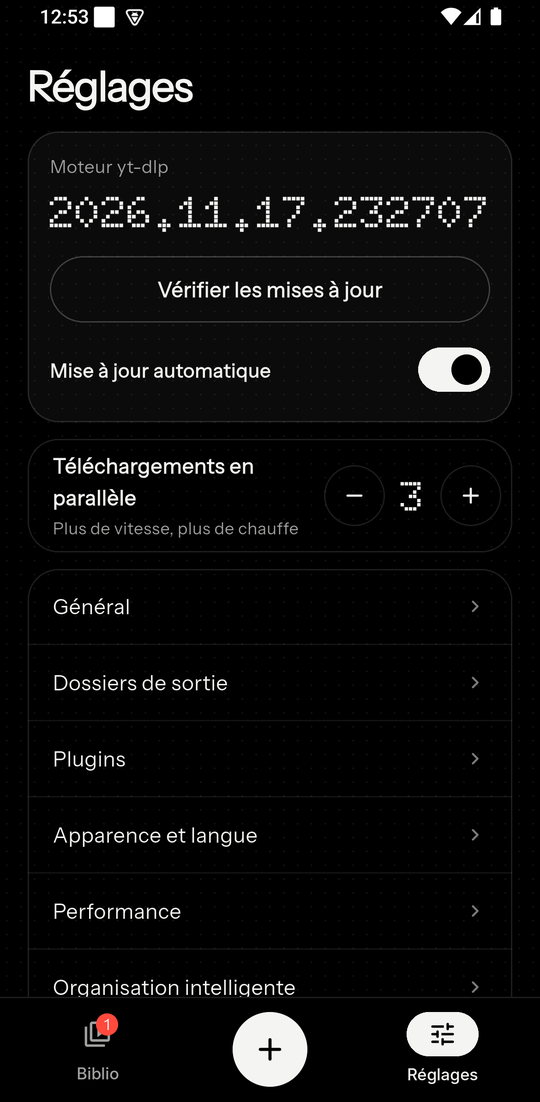 12:53
Réglages
Moteur yt-dlp
2026.11.17.232707
Vérifier les mises à jour
Mise à jour automatique
Téléchargements en
parallèle
Plus de vitesse, plus de chauffe
3
Général
Dossiers de sortie
Plugins
Apparence et langue
Performance
Organisation intelligente
1
Biblio
Réglages